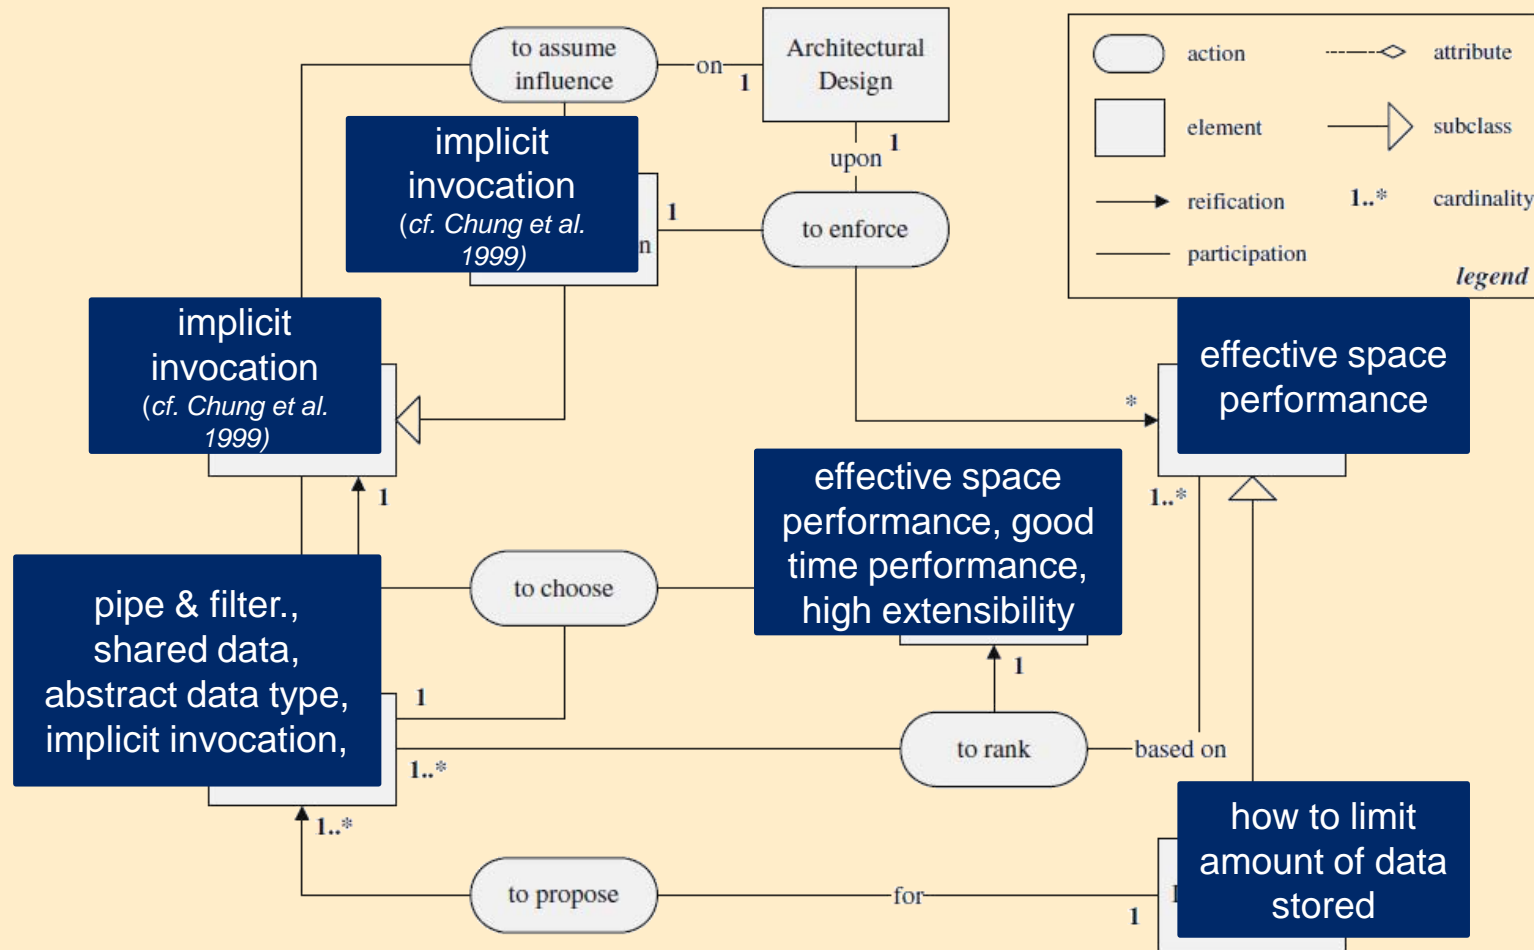 to assume
influence
on
1
Architectural
Design
action
attribute
element
subclass
reification
1..*
cardinality
participation
legend
implicit
invocation
(cf. Chung et al.
1999)
n
1
upon
1
to enforce
implicit
invocation
(cf. Chung et al.
1999)
effective space
performance
*
1
1..*
effective space
performance, good
time performance,
high extensibility
to choose
pipe & filter.,
shared data,
abstract data type,
implicit invocation,
1
1
1..*
to rank
based on
1..*
how to limit
amount of data
stored
to propose
for
1